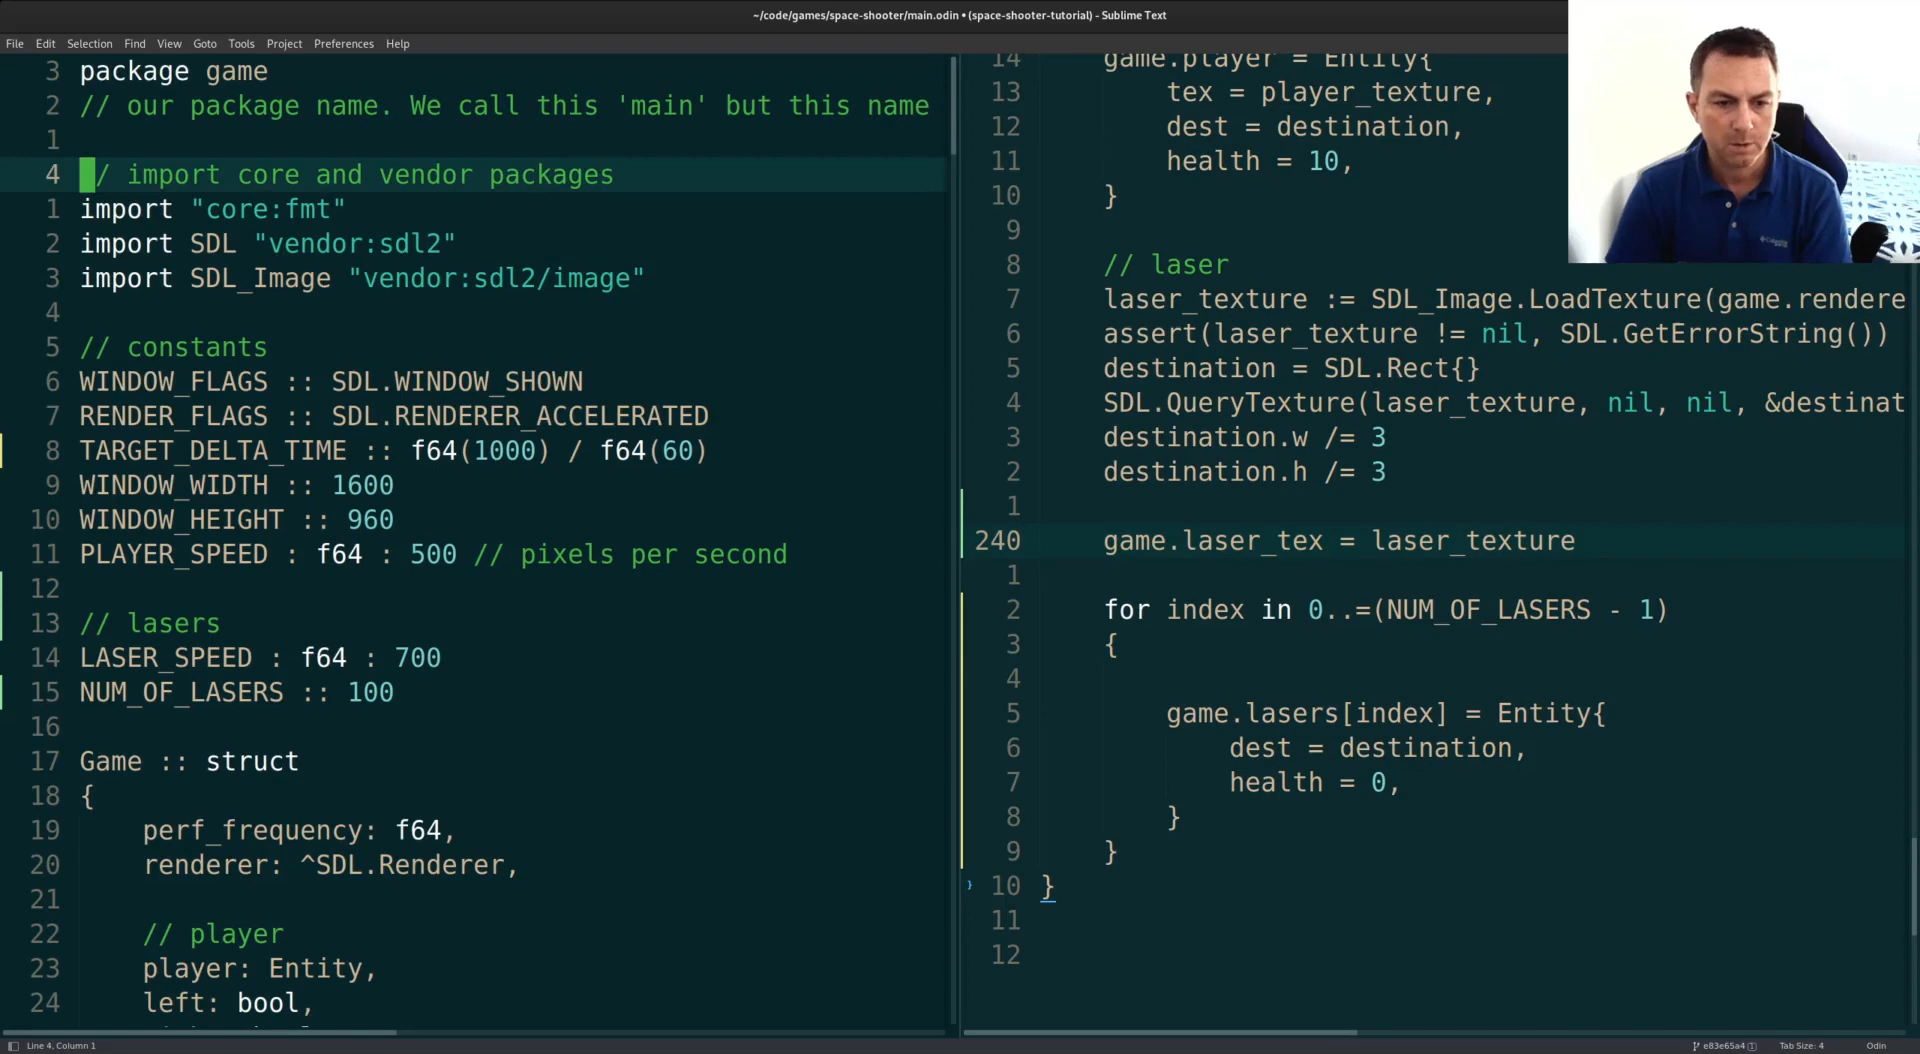 ~/code/games/space-shooter/main.odin • (space-shooter-tutorial) - Sublime Text
File Edit Selection Find View Goto Tools Project Preferences Help
3 package game
2 // our package name. We call this 'main' but this name
1
4 / import core and vendor packages
1 import "core:fmt"
2 import SDL "vendor:sdl2"
3 import SDL_Image "vendor:sdl2/image"
4
5 // constants
6 WINDOW_FLAGS :: SDL.WINDOW_SHOWN
7 RENDER_FLAGS :: SDL.RENDERER_ACCELERATED
8 TARGET_DELTA_TIME :: f64(1000) / f64(60)
9 WINDOW_WIDTH :: 1600
10 WINDOW_HEIGHT :: 960
11 PLAYER_SPEED : f64 : 500 // pixels per second
12
13 // lasers
14 LASER_SPEED : f64 : 700
15 NUM_OF_LASERS :: 100
16
17 Game :: struct
18 {
19 perf_frequency: f64,
20 renderer: ^SDL.Renderer,
21
22 // player
23 player: Entity,
24 left: bool,
14 game.player = Entity{
13 tex = player_texture,
12 dest = destination,
11 health = 10,
10 }
9
8 // laser
7 laser_texture := SDL_Image.LoadTexture(game.rendere
6 assert(laser_texture != nil, SDL.GetErrorString())
5 destination = SDL.Rect{}
4 SDL.QueryTexture(laser_texture, nil, nil, &destinat
3 destination.w /= 3
2 destination.h /= 3
1
240 game.laser_tex = laser_texture
1
2 for index in 0..=(NUM_OF_LASERS - 1)
3 {
4
5 game.lasers[index] = Entity{
6 dest = destination,
7 health = 0,
8 }
9 }
10 }
11
12
Line 4, Column 1
e83e65a4 1
Tab Size: 4
Odin